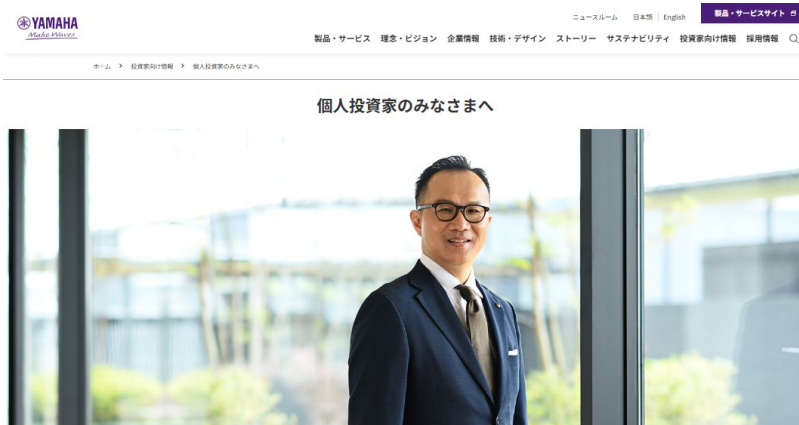 YAMAHA
Make Waves
ニュースルーム 日本語 English 製品・サービスサイト
製品・サービス 理念・ビジョン 企業情報 技術・デザイン ストーリー サステナビリティ 投資家向け情報 採用情報
ホーム > 投資家向け情報 > 個人投資家のみなさまへ
個人投資家のみなさまへ